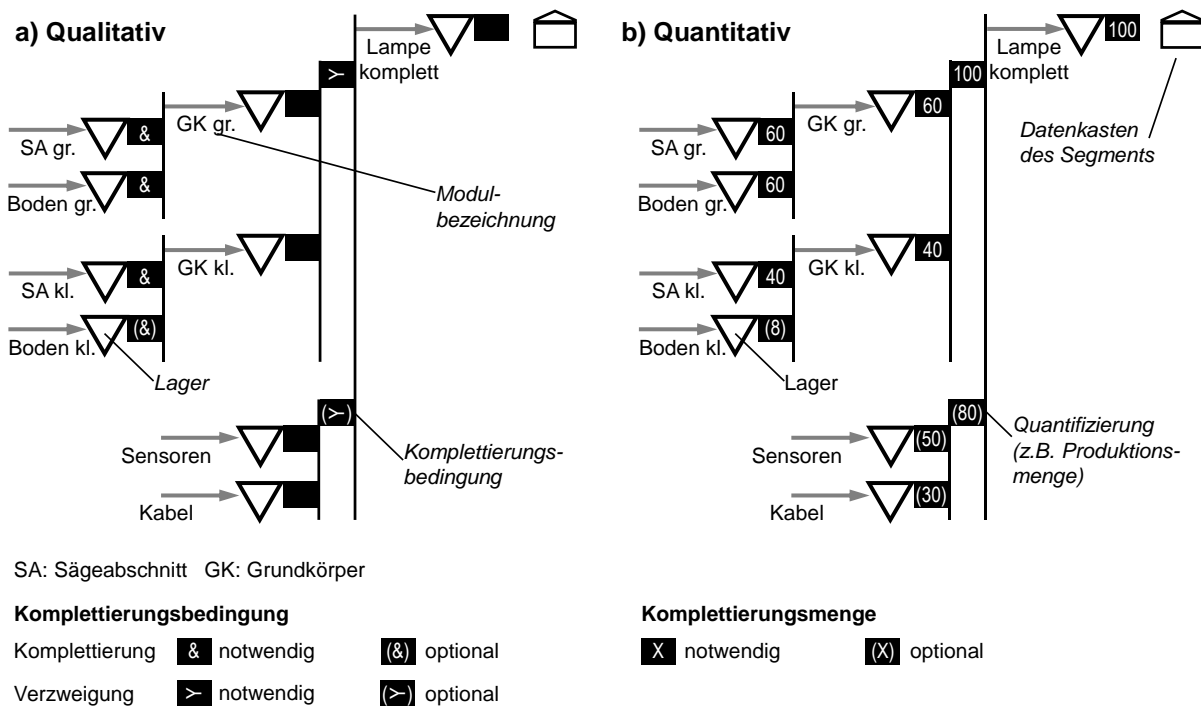 a) Qualitativ
Lampe
komplett
GK gr.
&
SA gr.
&
Boden gr.
Modul-
bezeichnung
GK kl.
&
SA kl.
(&)
Boden kl.
Lager
Sensoren
Kabel
Komplettierungs-
bedingung
b) Quantitativ
100
Lampe
komplett
100
60
GK gr.
60
SA gr.
60
Boden gr.
Datenkasten
des Segments
40
GK kl.
40
SA kl.
(8)
Boden kl.
Lager
(80)
(50)
Sensoren
(30)
Kabel
Quantifizierung
(z.B. Produktions-
menge)
SA: Sägeabschnitt GK: Grundkörper
Komplettierungsbedingung
Komplettierung & notwendig (&) optional
Verzweigung notwendig optional
Komplettierungsmenge
X notwendig (X) optional